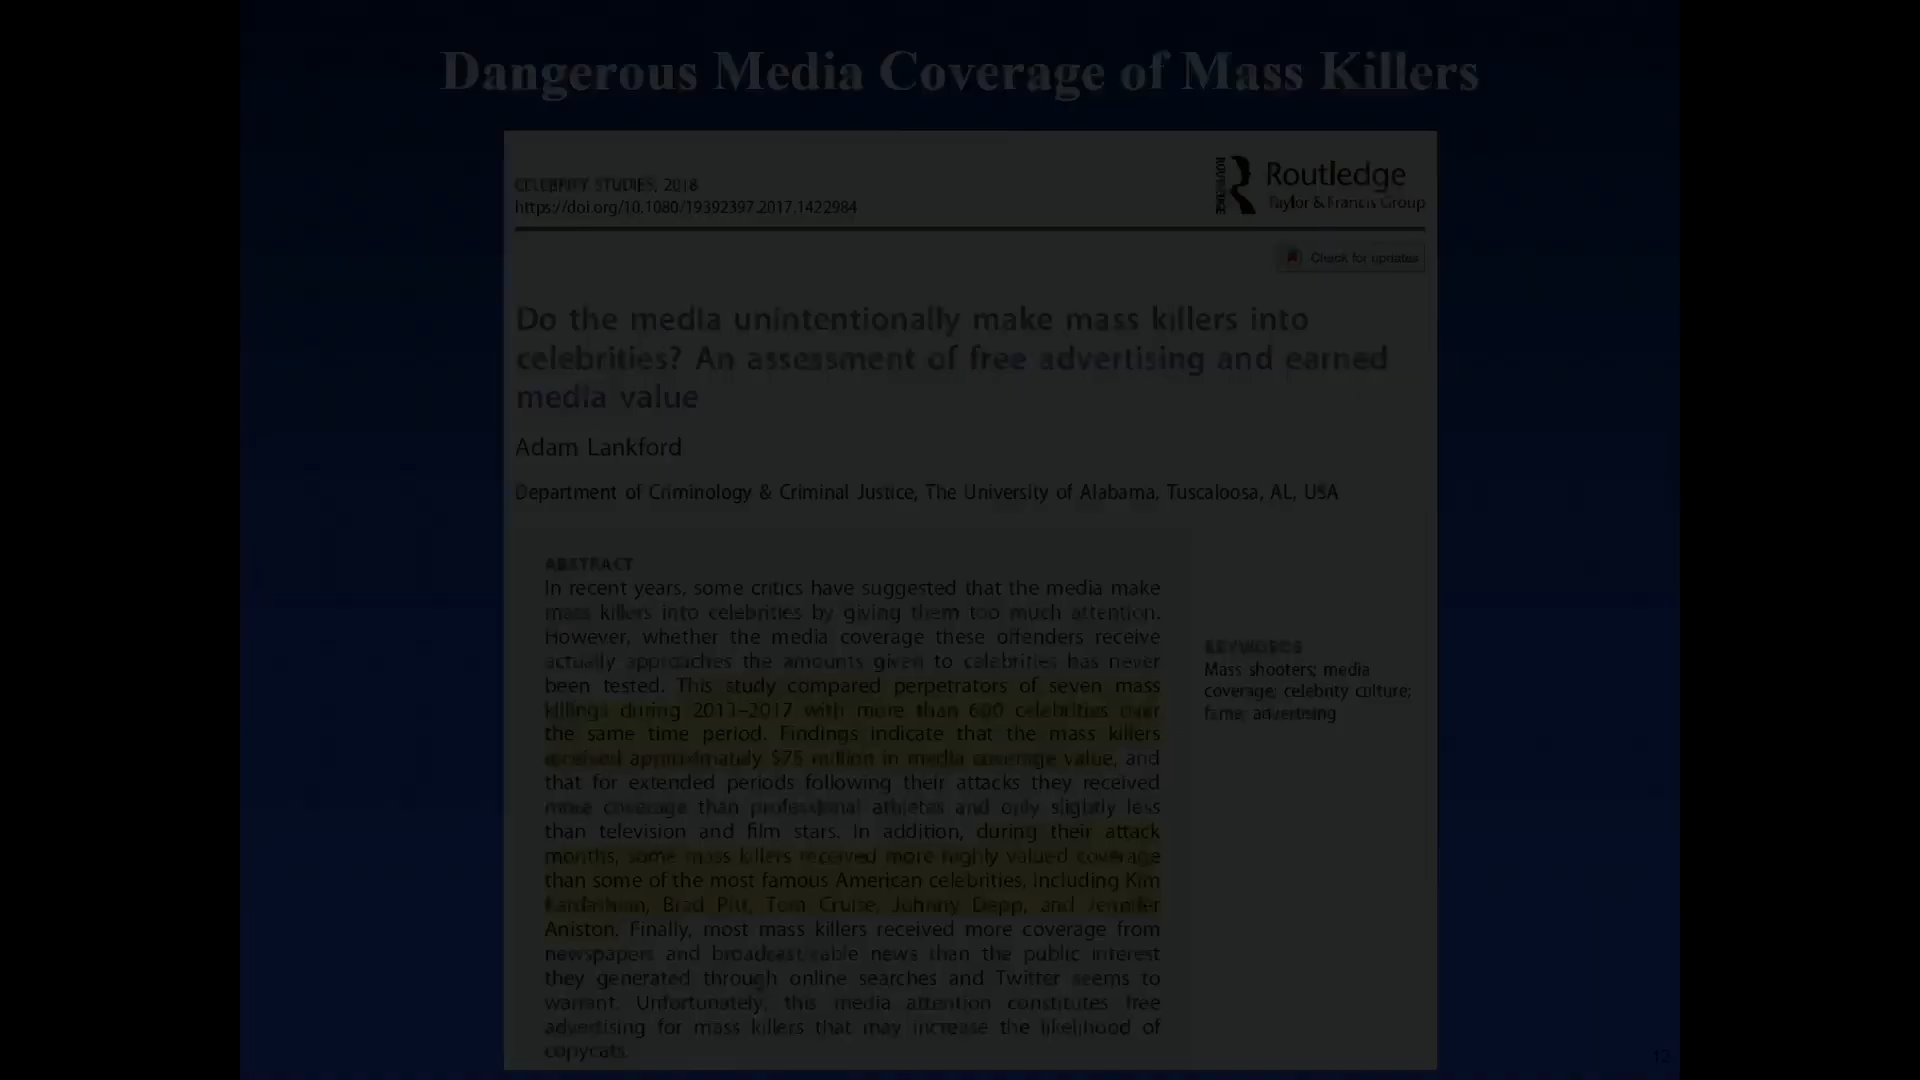 Dangerous Media Coverage of Mass Killers
CELEBRITY STUDIES, 2018
https://doi.org/10.1080/19392397.2017.1422984
ROUTLEDGE
Routledge
Taylor & Francis Group
Check for updates
Do the media unintentionally make mass killers into
celebrities? An assessment of free advertising and earned
media value
Adam Lankford
Department of Criminology & Criminal Justice, The University of Alabama, Tuscaloosa, AL, USA
ABSTRACT
In recent years, some critics have suggested that the media make
mass killers into celebrities by giving them too much attention.
However, whether the media coverage these offenders receive
actually approaches the amounts given to celebrities has never
been tested. This study compared perpetrators of seven mass
killings during 2013–2017 with more than 600 celebrities over
the same time period. Findings indicate that the mass killers
received approximately $75 million in media coverage value, and
that for extended periods following their attacks they received
more coverage than professional athletes and only slightly less
than television and film stars. In addition, during their attack
months, some mass killers received more highly valued coverage
than some of the most famous American celebrities, including Kim
Kardashian, Brad Pitt, Tom Cruise, Johnny Depp, and Jennifer
Aniston. Finally, most mass killers received more coverage from
newspapers and broadcast/cable news than the public interest
they generated through online searches and Twitter seems to
warrant. Unfortunately, this media attention constitutes free
advertising for mass killers that may increase the likelihood of
copycats.
KEYWORDS
Mass shooters; media
coverage; celebrity culture;
fame; advertising
12